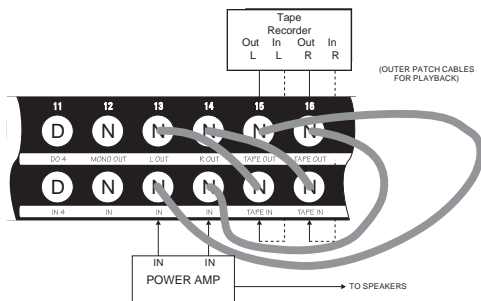 Tape
Recorder
Out In Out In
L L R R
(OUTER PATCH CABLES
FOR PLAYBACK)
11 12 13 14 15 16
D N N N N N
DO 4 MONO OUT L OUT R OUT TAPE OUT TAPE OUT
D N N N N N
IN 4 IN IN IN TAPE IN TAPE IN
IN IN
POWER AMP
TO SPEAKERS